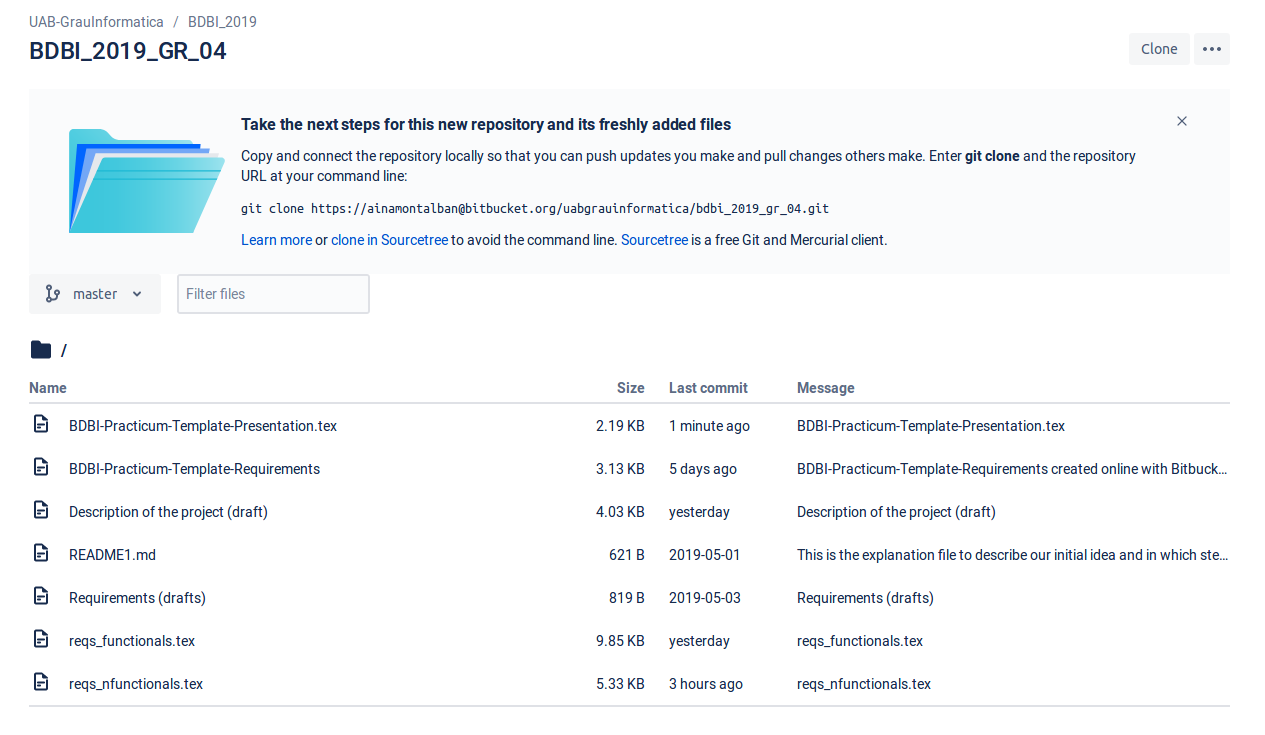 UAB-GrauInformatica / BDBI_2019
BDBI_2019_GR_04
Clone
Take the next steps for this new repository and its freshly added files
Copy and connect the repository locally so that you can push updates you make and pull changes others make. Enter git clone and the repository
URL at your command line:
git clone https://ainamontalban@bitbucket.org/uabgrauinformatica/bdbi_2019_gr_04.git
Learn more or clone in Sourcetree to avoid the command line. Sourcetree is a free Git and Mercurial client.
master Filter files
/
Name Size Last commit Message
BDBI-Practicum-Template-Presentation.tex 2.19 KB 1 minute ago BDBI-Practicum-Template-Presentation.tex
BDBI-Practicum-Template-Requirements 3.13 KB 5 days ago BDBI-Practicum-Template-Requirements created online with Bitbuck...
Description of the project (draft) 4.03 KB yesterday Description of the project (draft)
README1.md 621 B 2019-05-01 This is the explanation file to describe our initial idea and in which ste...
Requirements (drafts) 819 B 2019-05-03 Requirements (drafts)
reqs_functionals.tex 9.85 KB yesterday reqs_functionals.tex
reqs_nfunctionals.tex 5.33 KB 3 hours ago reqs_nfunctionals.tex